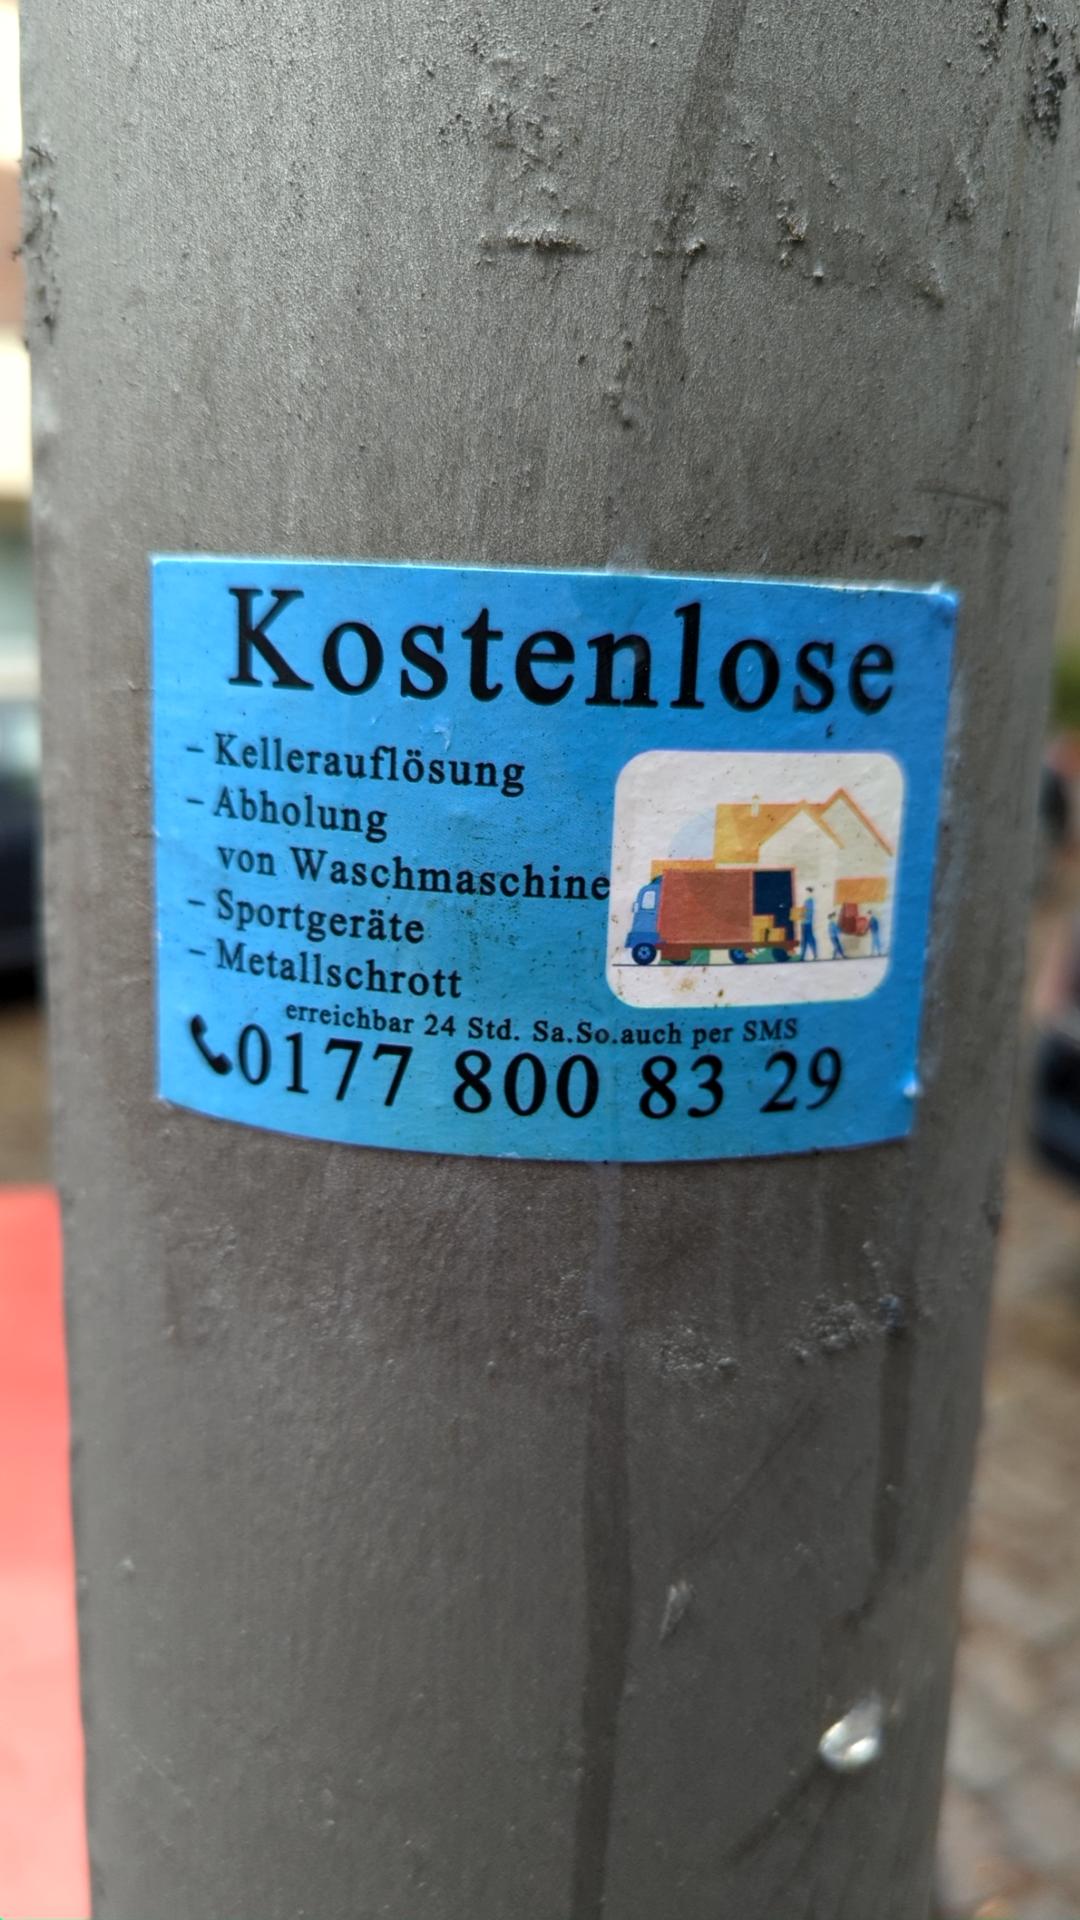 Kostenlose
- Kellerauflösung
- Abholung
von Waschmaschine
- Sportgeräte
- Metallschrott
erreichbar 24 Std. Sa.So.auch per SMS
0177 800 83 29